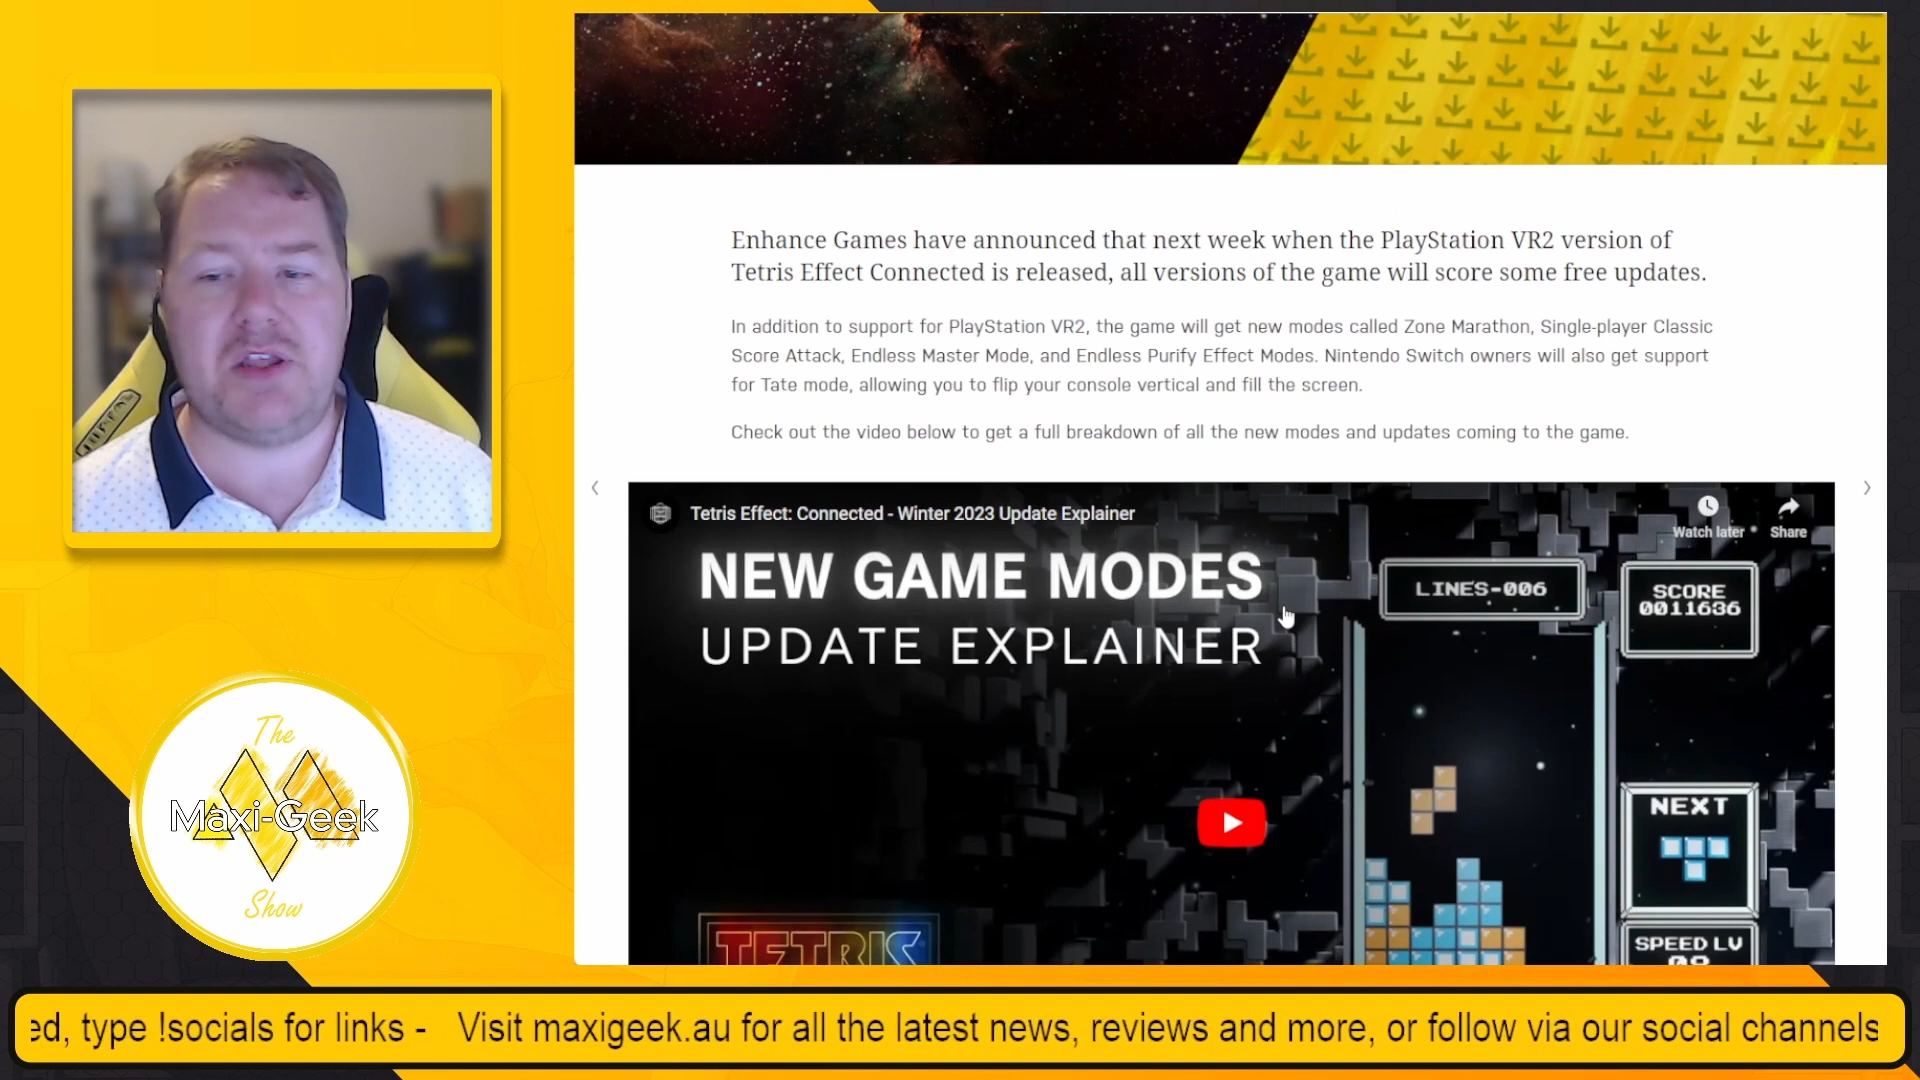 Enhance Games have announced that next week when the PlayStation VR2 version of
Tetris Effect Connected is released, all versions of the game will score some free updates.
In addition to support for PlayStation VR2, the game will get new modes called Zone Marathon, Single-player Classic
Score Attack, Endless Master Mode, and Endless Purify Effect Modes. Nintendo Switch owners will also get support
for Tate mode, allowing you to flip your console vertical and fill the screen.
Check out the video below to get a full breakdown of all the new modes and updates coming to the game.
Tetris Effect: Connected - Winter 2023 Update Explainer
Watch later
Share
NEW GAME MODES
UPDATE EXPLAINER
LINES-006
SCORE
0011636
NEXT
SPEED LV
TETRIS
The
Maxi-Geek
Show
ed, type !socials for links - Visit maxigeek.au for all the latest news, reviews and more, or follow via our social channels